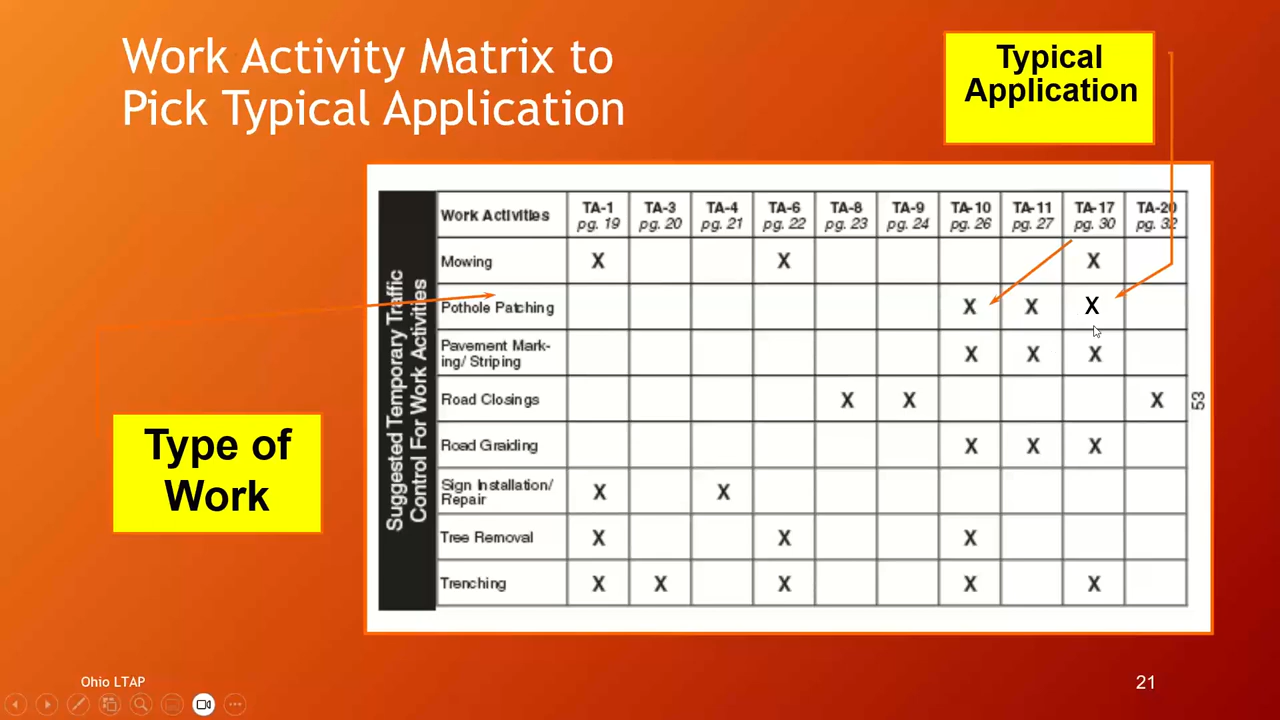 Work Activity Matrix to
Pick Typical Application
Typical
Application
Type of
Work
Suggested Temporary Traffic
Control For Work Activities
Work Activities TA-1 TA-3 TA-4 TA-6 TA-8 TA-9 TA-10 TA-11 TA-17 TA-20
pg. 19 pg. 20 pg. 21 pg. 22 pg. 23 pg. 24 pg. 26 pg. 27 pg. 30 pg. 32
Mowing X X X
Pothole Patching X X X
Pavement Mark-
ing/ Striping X X X
Road Closings X X X
Road Graiding X X X
Sign Installation/
Repair X X
Tree Removal X X X
Trenching X X X X X
53
Ohio LTAP
21